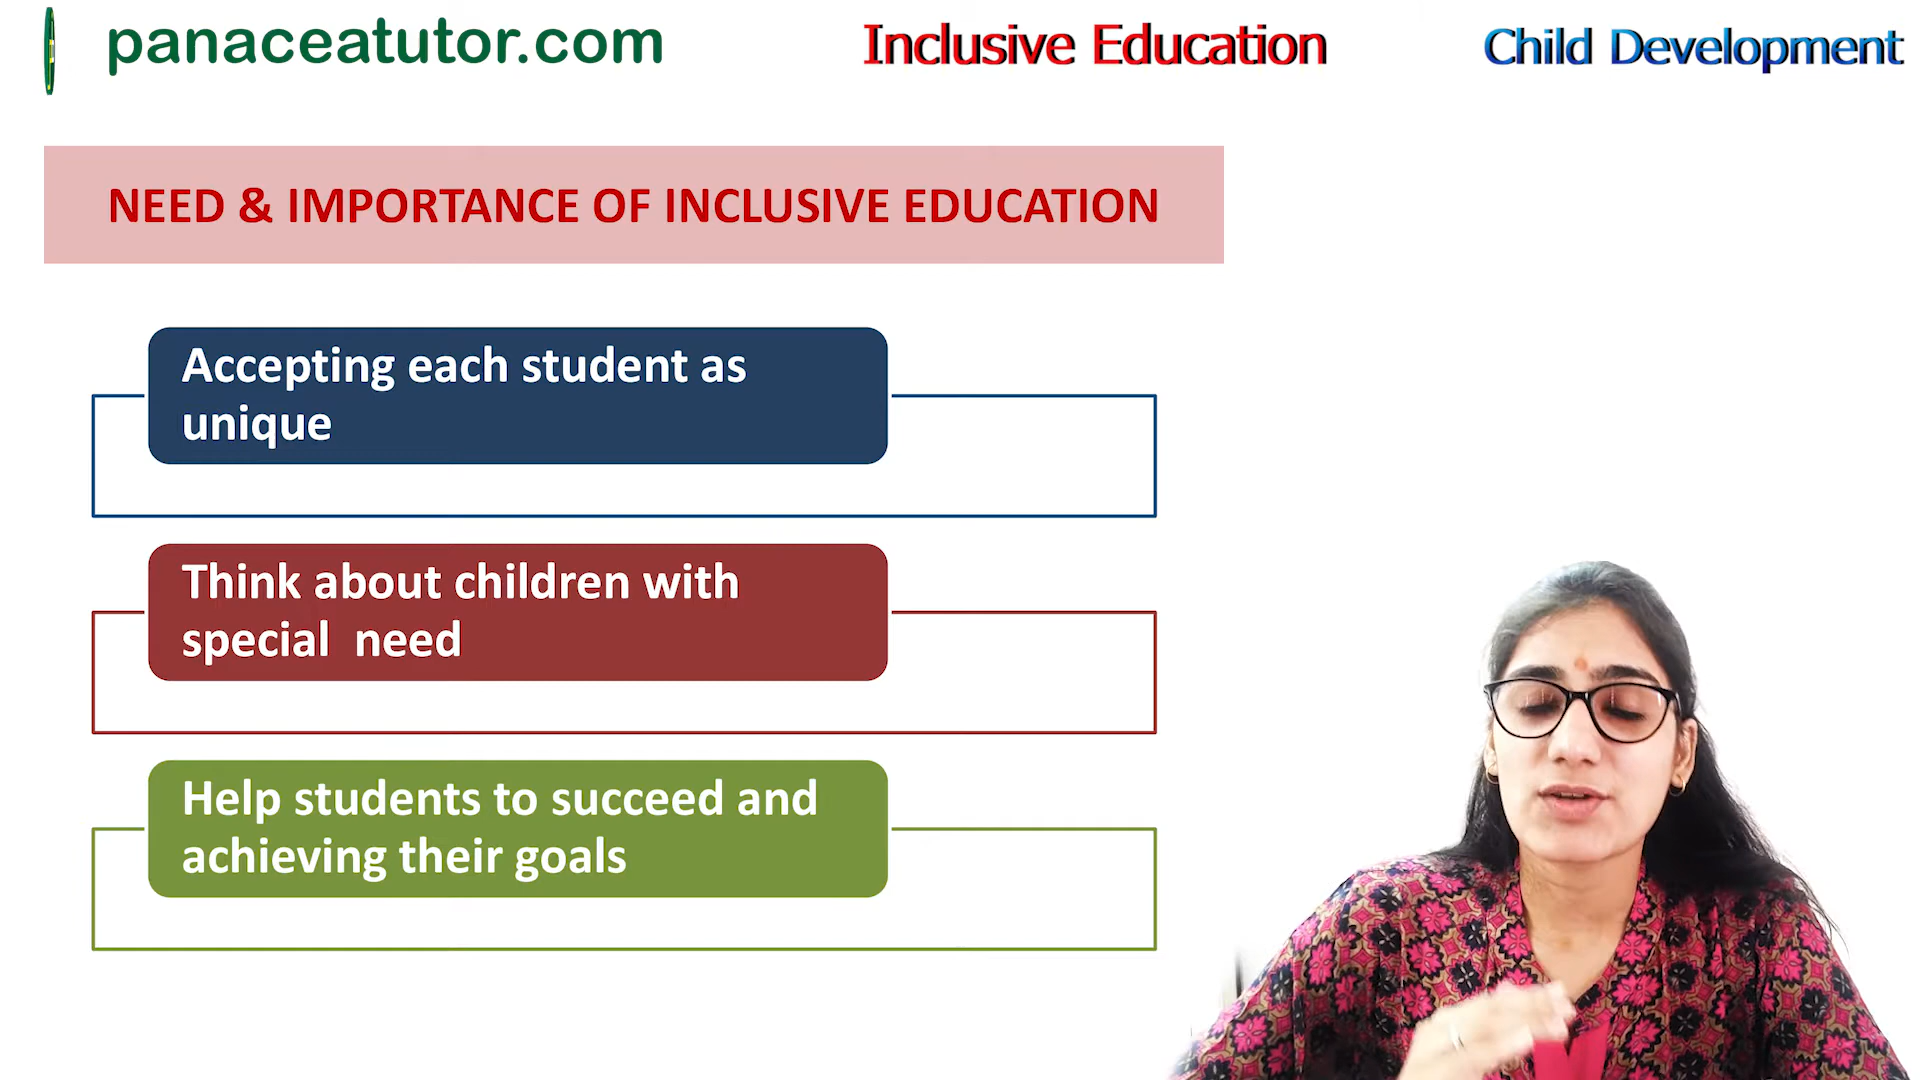 panaceatutor.com
Inclusive Education
Child Development
NEED & IMPORTANCE OF INCLUSIVE EDUCATION
Accepting each student as
unique
Think about children with
special  need
Help students to succeed and
achieving their goals